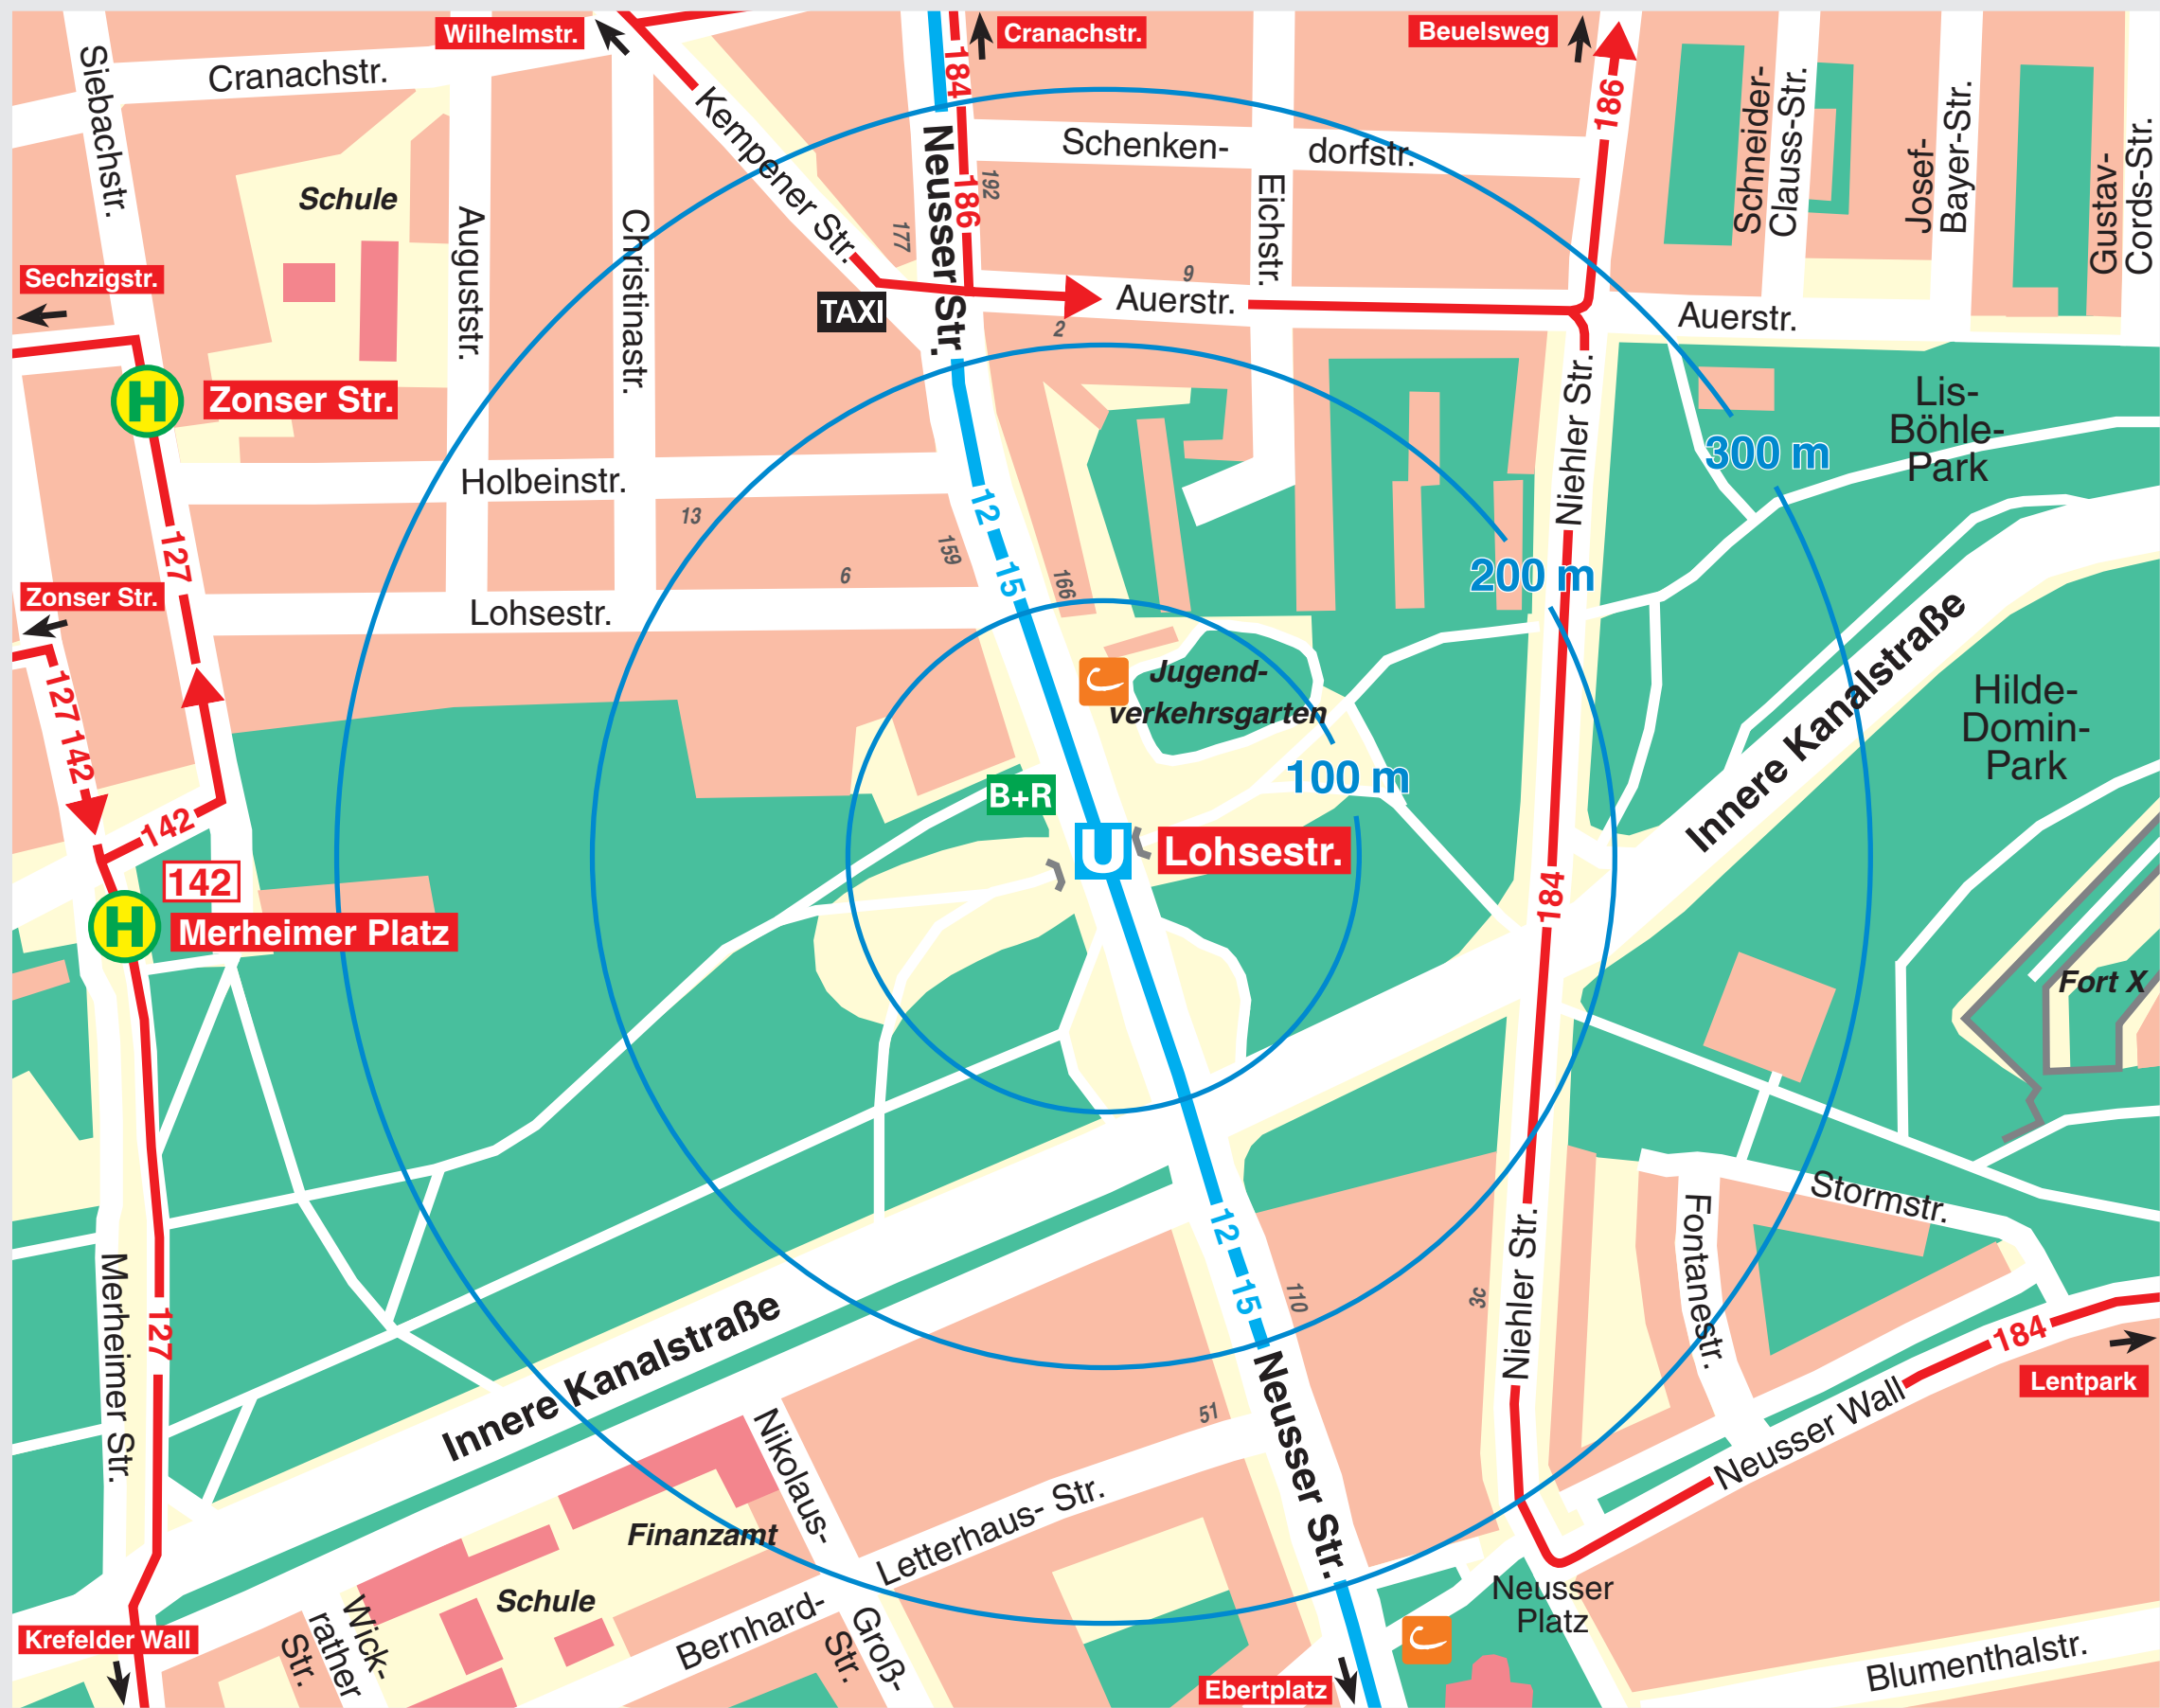 Wilhelmstr.
Cranachstr.
Beuelsweg
Siebachstr.
Cranachstr.
184
186
Schneider-
Clauss-Str.
Josef-
Bayer-Str.
Gustav-
Cords-Str.
Kempener Str.
Neusser Str.
Schenken-
dorfstr.
186
192
177
Schule
Auguststr.
Christinastr.
Eichstr.
Sechzigstr.
TAXI
9
2
Auerstr.
Auerstr.
H
Zonser Str.
Niehler Str.
Lis-
Böhle-
Park
300 m
Holbeinstr.
13
12
15
159
166
127
6
200 m
Zonser Str.
Lohsestr.
Innere Kanalstraße
Jugend-
verkehrsgarten
127
142
100 m
Hilde-
Domin-
Park
B+R
142
U
Lohsestr.
142
184
H
Merheimer Platz
Fort X
Stormstr.
Fontanestr.
12
15
110
3c
Niehler Str.
Merheimer Str.
127
Innere Kanalstraße
184
Lentpark
Neusser Wall
Neusser Str.
51
Nikolaus-
Groß-
Str.
Letterhaus- Str.
Bernhard-
Finanzamt
Schule
Wick-
rather
Str.
Neusser
Platz
Krefelder Wall
Ebertplatz
Blumenthalstr.